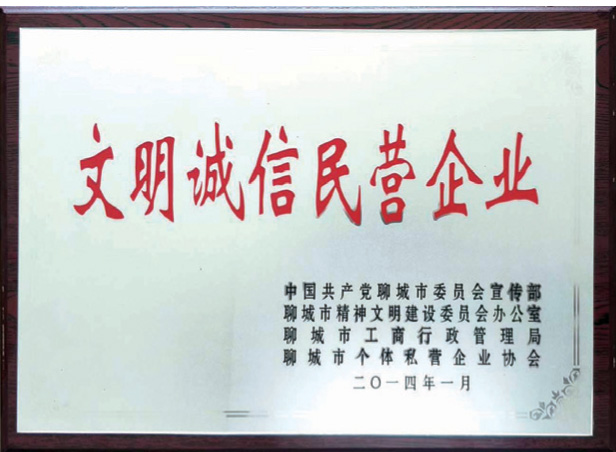 文明诚信民营企业
中国共产党聊城市委员会宣传部
聊城市精神文明建设委员会办公室
聊城市工商行政管理局
聊城市个体私营企业协会
二〇一四年一月